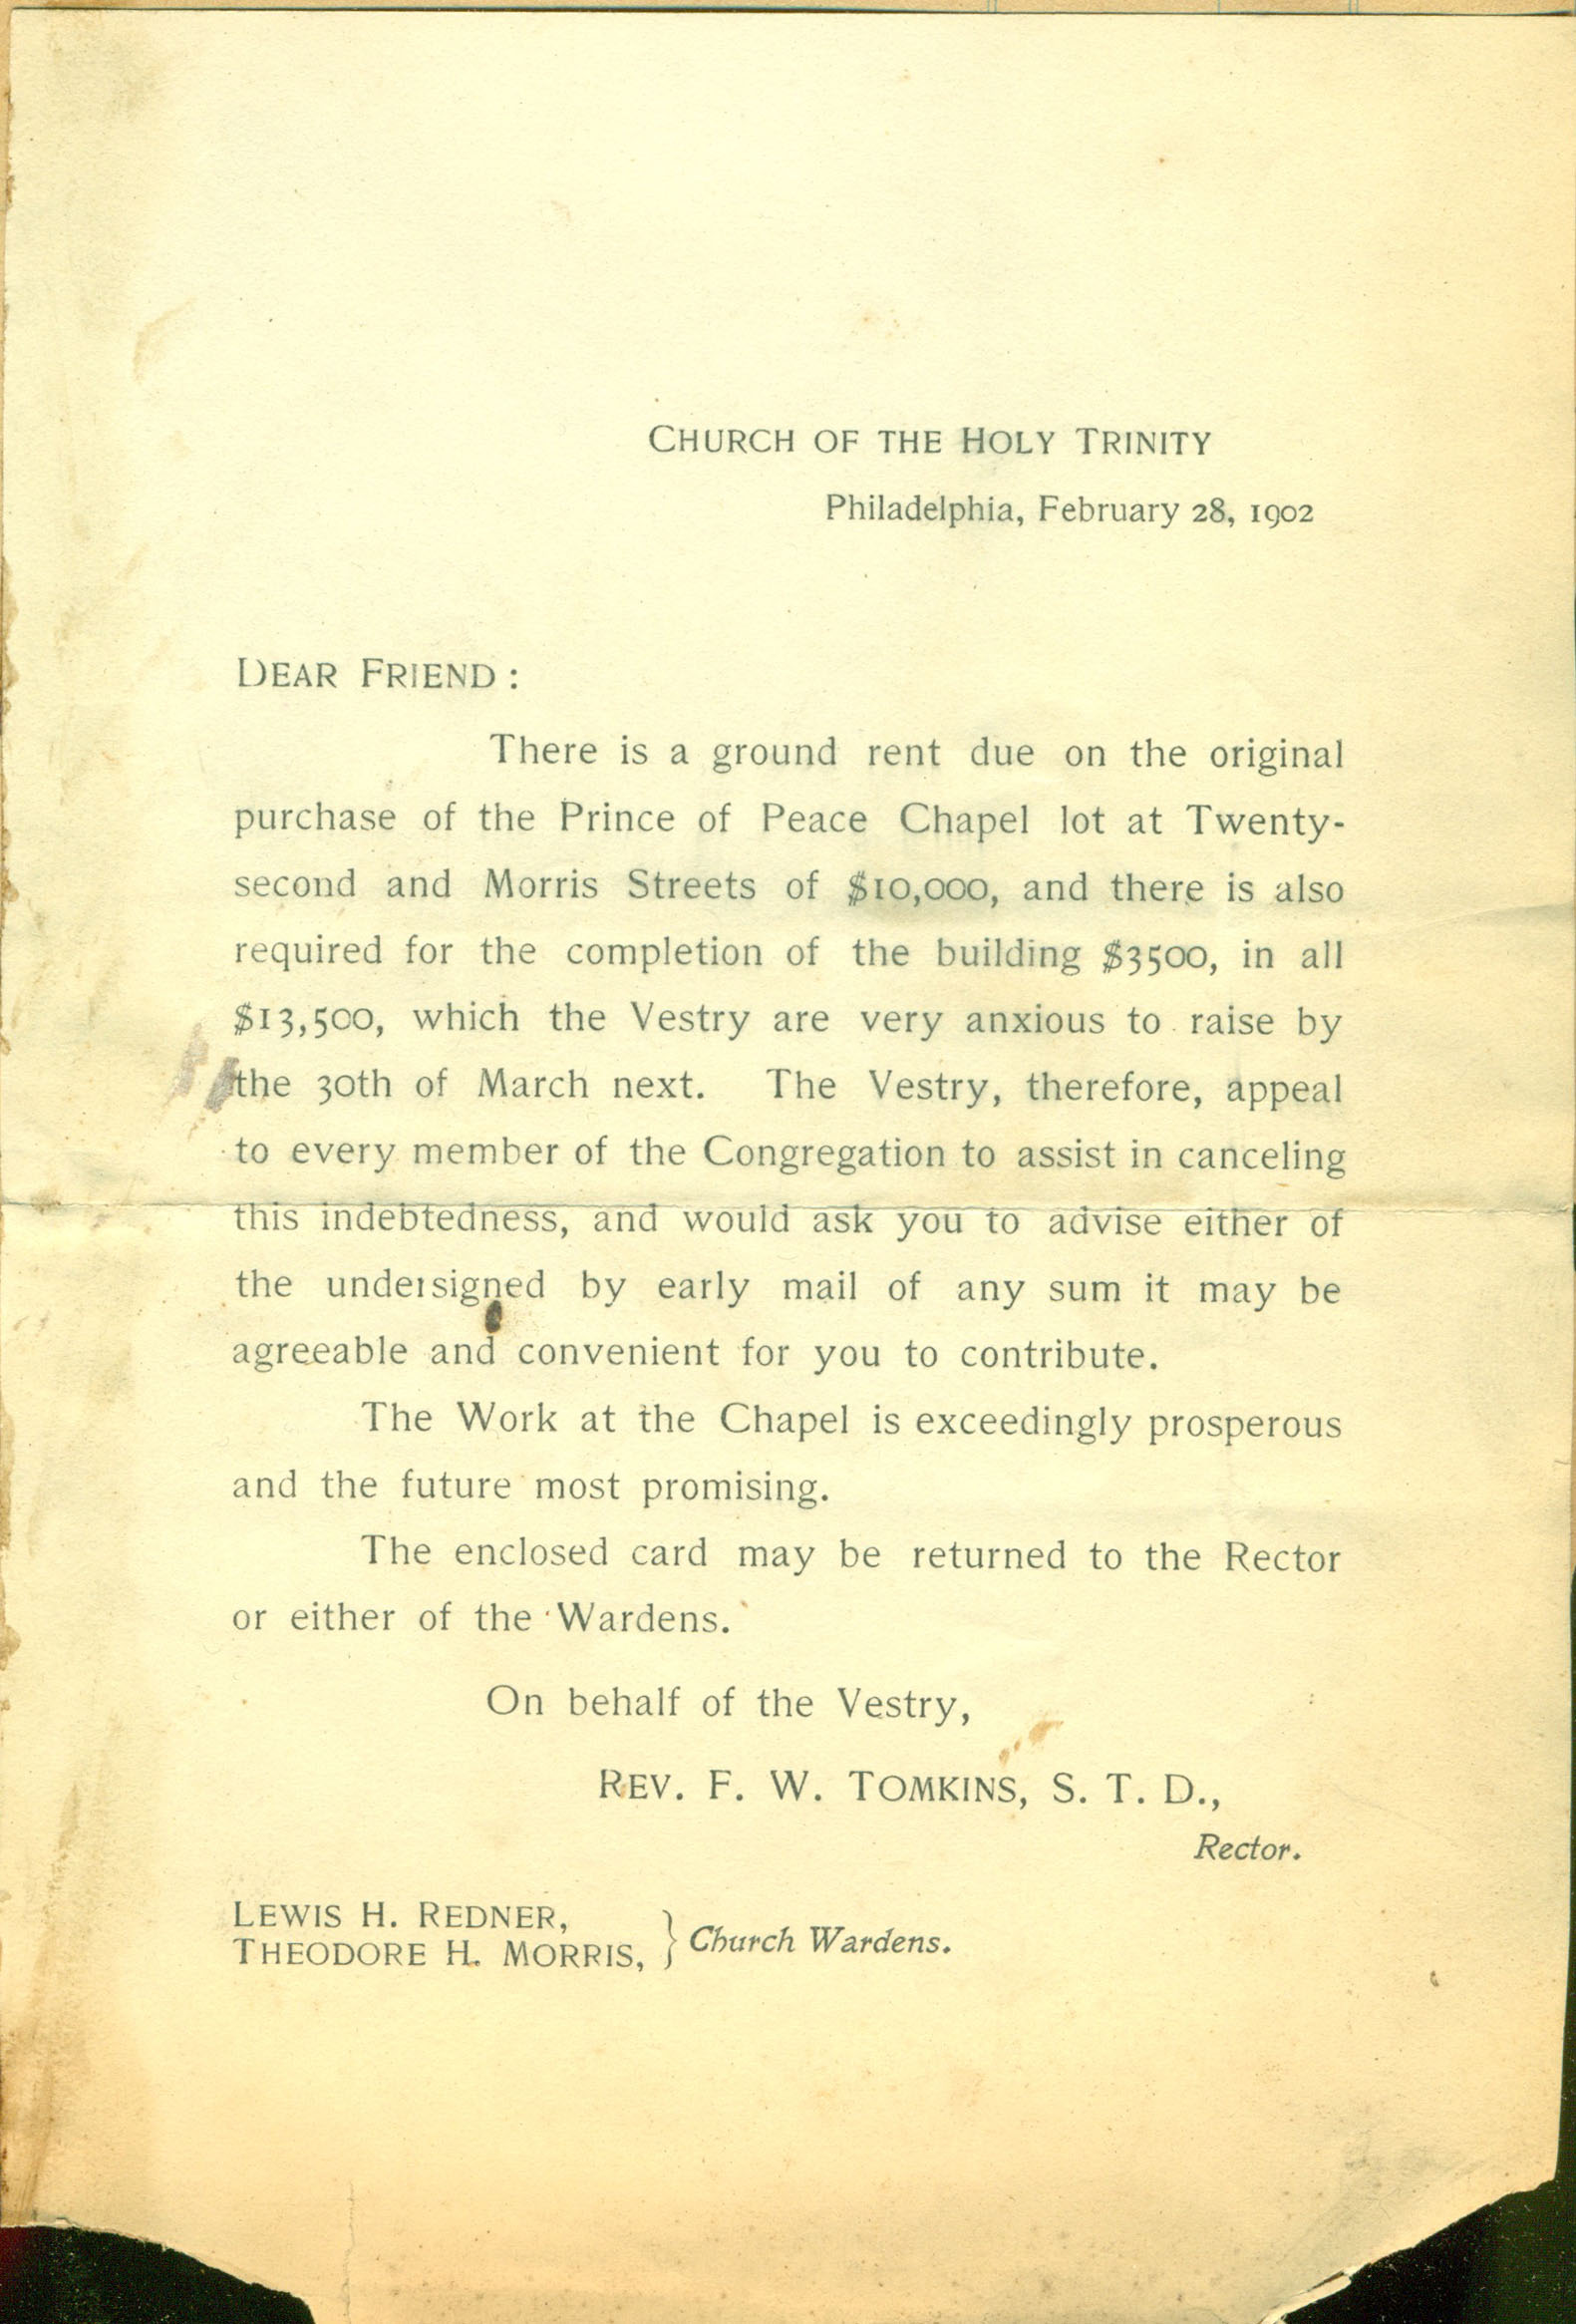 CHURCH OF THE HOLY TRINITY
Philadelphia, February 28, 1902
DEAR FRIEND :
There is a ground rent due on the original
purchase of the Prince of Peace Chapel lot at Twenty-
second and Morris Streets of $10,000, and there is also
required for the completion of the building $3500, in all
$13,500, which the Vestry are very anxious to raise by
the 30th of March next. The Vestry, therefore, appeal
to every member of the Congregation to assist in canceling
this indebtedness, and would ask you to advise either of
the undersigned by early mail of any sum it may be
agreeable and convenient for you to contribute.
The Work at the Chapel is exceedingly prosperous
and the future most promising.
The enclosed card may be returned to the Rector
or either of the Wardens.
On behalf of the Vestry,
REV. F. W. TOMKINS, S. T. D.,
Rector.
LEWIS H. REDNER,
THEODORE H. MORRIS, } Church Wardens.